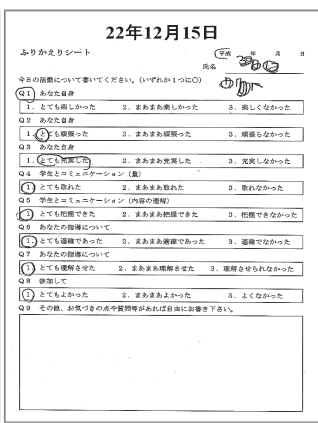 22年12月15日
ふりかえりシート
平成 年 月 日
氏名
今日の活動について書いてください。(いずれか1つに○)
Q1 あなた自身
1. とても楽しかった 2. まあまあ楽しかった 3. 楽しくなかった
Q2 あなた自身
1. とても頑張った 2. まあまあ頑張った 3. 頑張らなかった
Q3 あなた自身
1. とても充実した 2. まあまあ充実した 3. 充実しなかった
Q4 学生とコミュニケーション(量)
1. とても取れた 2. まあまあ取れた 3. 取れなかった
Q5 学生とコミュニケーション(内容の理解)
1. とても把握できた 2. まあまあ把握できた 3. 把握できなかった
Q6 あなたの指導について
1. とても適確であった 2. まあまあ適確であった 3. 適確でなかった
Q7 あなたの指導について
1. とても理解させた 2. まあまあ理解させた 3. 理解させられなかった
Q8 参加して
1. とてもよかった 2. まあまあよかった 3. よくなかった
Q9 その他、お気づきの点や質問等があれば自由にお書き下さい。